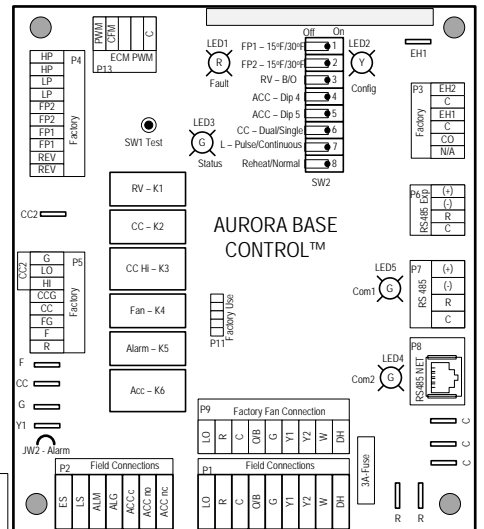 PWM
CFM
C
ECM PWM
P13
P4
HP
HP
LP
LP
FP2
FP2
FP1
FP1
REV
REV
Factory
SW1 Test
LED1
R
Fault
LED3
G
Status
Off On
FP1 – 15ºF/30ºF 1
FP2 – 15ºF/30ºF 2
RV – B/O 3
ACC – Dip 4 4
ACC – Dip 5 5
CC – Dual/Single 6
L – Pulse/Continuous 7
Reheat/Normal 8
SW2
LED2
Y
Config
EH1
P3
EH2
C
EH1
C
CO
N/A
Factory
CC2
RV – K1
CC – K2
CC Hi – K3
Fan – K4
Alarm – K5
Acc – K6
AURORA BASE
CONTROL™
P6
RS485 Exp
(+)
(-)
R
C
CC2
P5
G
LO
HI
CCG
CC
FG
F
R
Factory
P11
Factory Use
LED5
Com1
G
P7
RS 485
(+)
(-)
R
C
LED4
Com2
G
P8
RS485 NET
F
CC
G
Y1
JW2 - Alarm
P9
Factory Fan Connection
LO
R
C
O/B
G
Y1
Y2
W
DH
P2
Field Connections
ES
LS
ALM
ALG
ACC c
ACC no
ACC nc
P1
Field Connections
LO
R
C
O/B
G
Y1
Y2
W
DH
3A-Fuse
C
C
C
R R